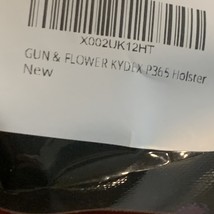 X002UK12HT
GUN & FLOWER KYDEX P365 Holster
New